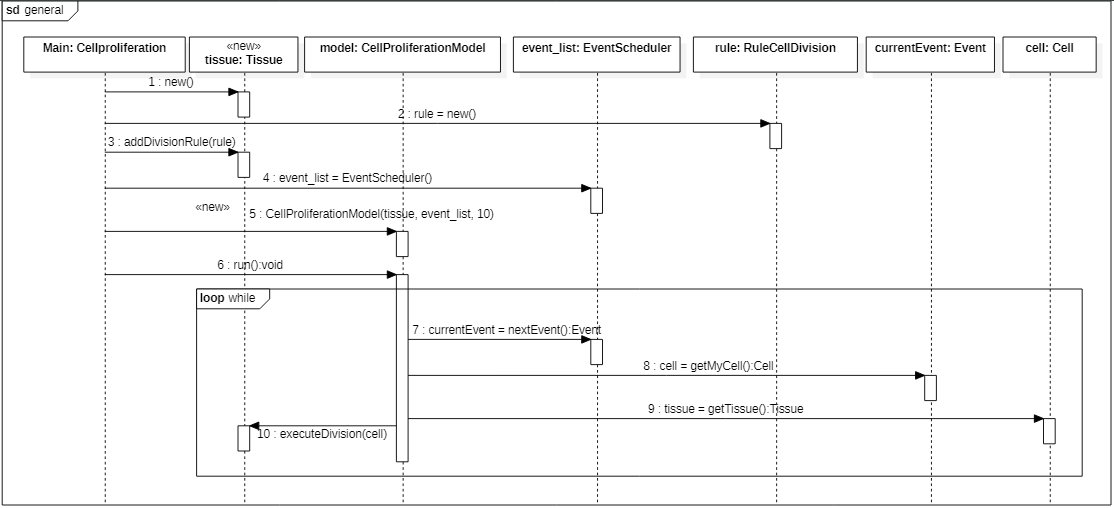 sd general
Main: Cellproliferation
«new»
tissue: Tissue
model: CellProliferationModel
event_list: EventScheduler
rule: RuleCellDivision
currentEvent: Event
cell: Cell
1 : new()
2 : rule = new()
3 : addDivisionRule(rule)
4 : event_list = EventScheduler()
«new»
5 : CellProliferationModel(tissue, event_list, 10)
6 : run():void
loop while
7 : currentEvent = nextEvent():Event
8 : cell = getMyCell():Cell
9 : tissue = getTissue():Tissue
10 : executeDivision(cell)